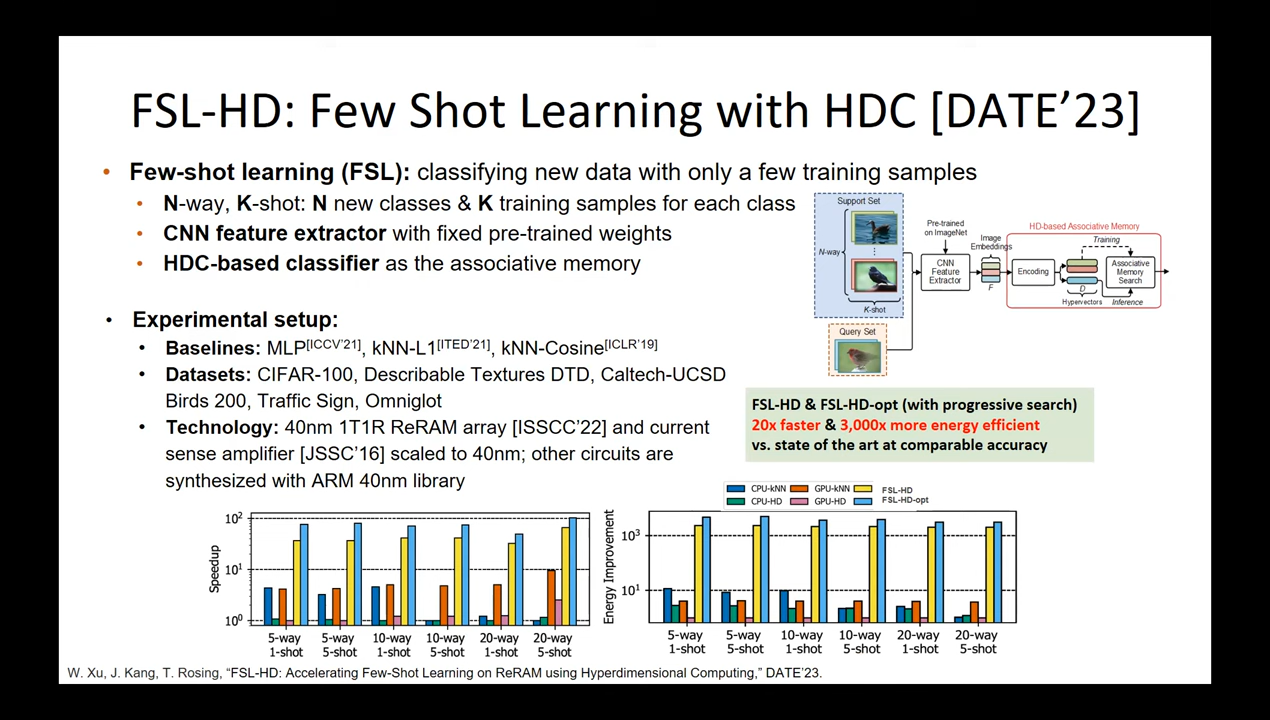 FSL-HD: Few Shot Learning with HDC [DATE’23]
• Few-shot learning (FSL): classifying new data with only a few training samples
• N-way, K-shot: N new classes & K training samples for each class
• CNN feature extractor with fixed pre-trained weights
• HDC-based classifier as the associative memory
Support Set
N-way
K-shot
Query Set
Pre-trained
on ImageNet
CNN
Feature
Extractor
Image
Embeddings
F
HD-based Associative Memory
Training
Encoding
D
Hypervectors
Associative
Memory
Search
Inference
• Experimental setup:
• Baselines: MLP[ICCV’21], kNN-L1[ITED’21], kNN-Cosine[ICLR’19]
• Datasets: CIFAR-100, Describable Textures DTD, Caltech-UCSD
Birds 200, Traffic Sign, Omniglot
• Technology: 40nm 1T1R ReRAM array [ISSCC’22] and current
sense amplifier [JSSC’16] scaled to 40nm; other circuits are
synthesized with ARM 40nm library
FSL-HD & FSL-HD-opt (with progressive search)
20x faster & 3,000x more energy efficient
vs. state of the art at comparable accuracy
CPU-kNN GPU-kNN FSL-HD
CPU-HD GPU-HD FSL-HD-opt
Speedup
10²
10¹
10⁰
5-way 5-way 10-way 10-way 20-way 20-way
1-shot 5-shot 1-shot 5-shot 1-shot 5-shot
Energy Improvement
10³
10¹
5-way 5-way 10-way 10-way 20-way 20-way
1-shot 5-shot 1-shot 5-shot 1-shot 5-shot
W. Xu, J. Kang, T. Rosing, “FSL-HD: Accelerating Few-Shot Learning on ReRAM using Hyperdimensional Computing,” DATE’23.